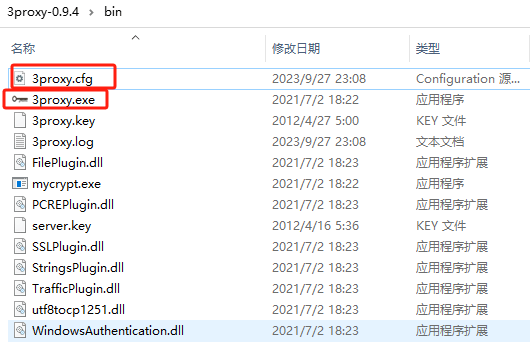 3proxy-0.9.4 > bin
名称 修改日期 类型
3proxy.cfg 2023/9/27 23:08 Configuration 源...
3proxy.exe 2021/7/2 18:22 应用程序
3proxy.key 2012/4/27 5:00 KEY 文件
3proxy.log 2023/9/27 23:08 文本文档
FilePlugin.dll 2021/7/2 18:23 应用程序扩展
mycrypt.exe 2021/7/2 18:22 应用程序
PCREPlugin.dll 2021/7/2 18:23 应用程序扩展
server.key 2012/4/16 5:36 KEY 文件
SSLPlugin.dll 2021/7/2 18:23 应用程序扩展
StringsPlugin.dll 2021/7/2 18:23 应用程序扩展
TrafficPlugin.dll 2021/7/2 18:23 应用程序扩展
utf8tocp1251.dll 2021/7/2 18:23 应用程序扩展
WindowsAuthentication.dll 2021/7/2 18:23 应用程序扩展